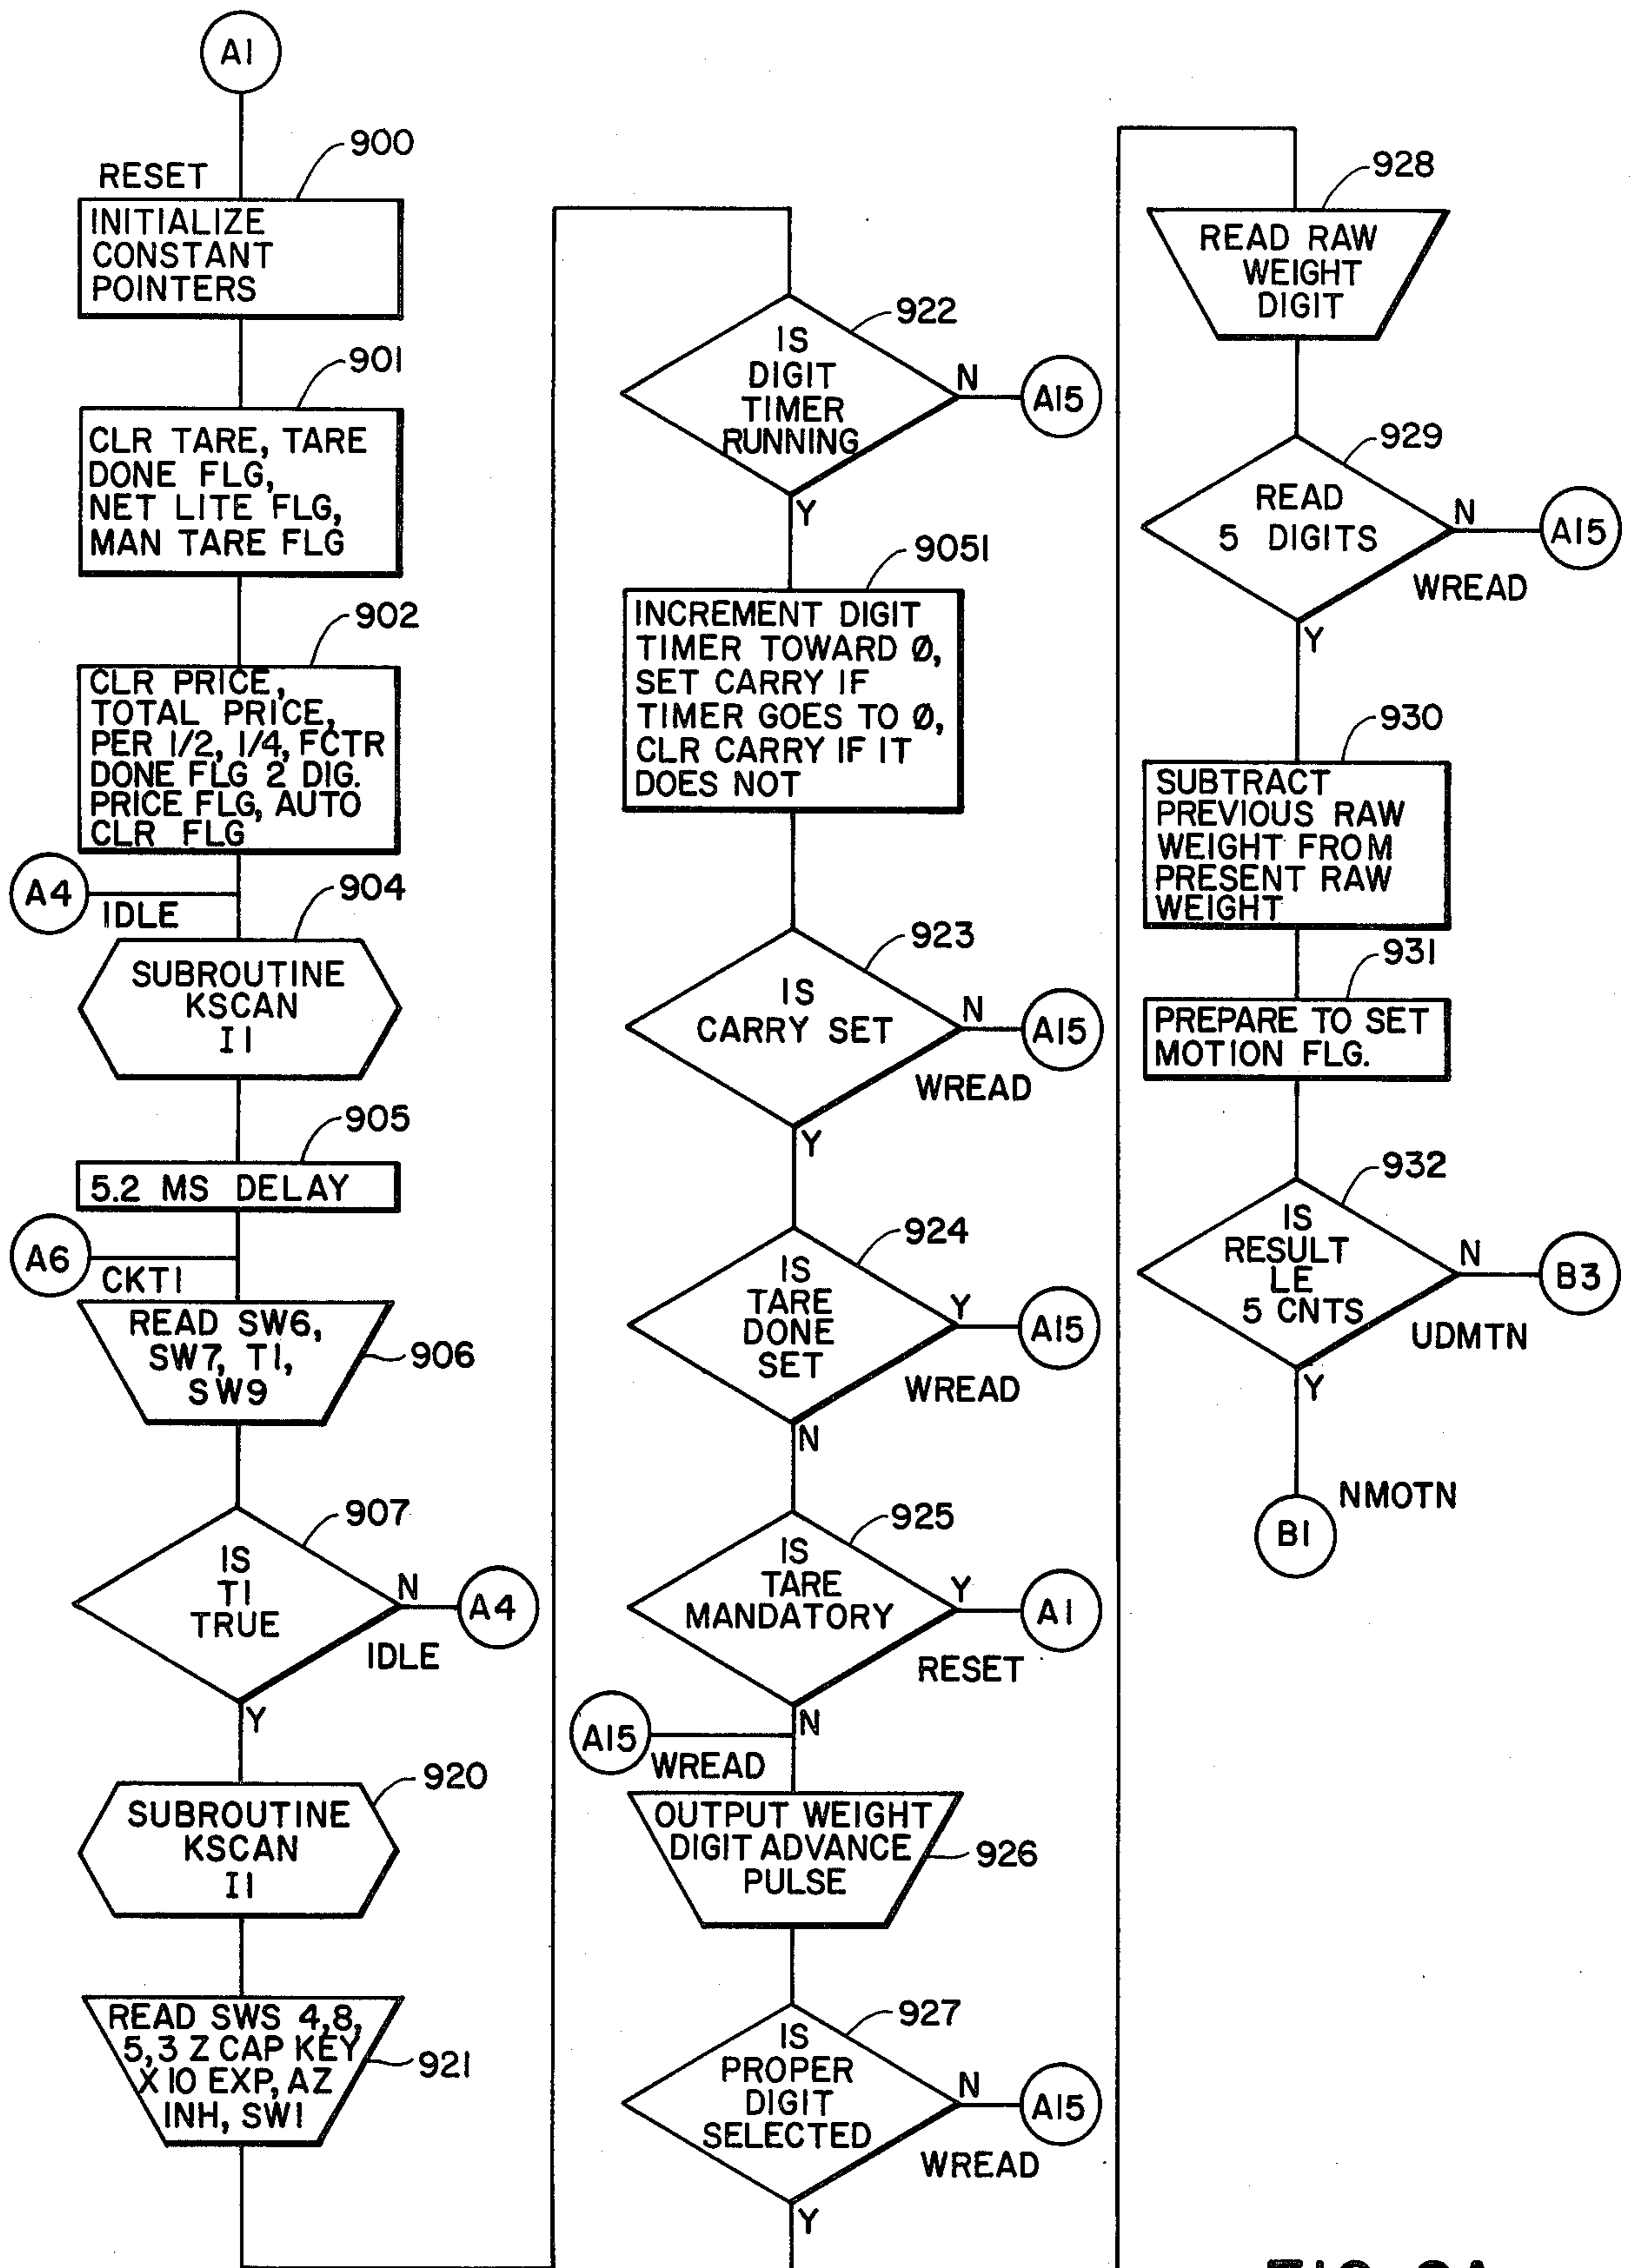 A1
900
RESET
INITIALIZE
CONSTANT
POINTERS
901
CLR TARE, TARE
DONE FLG,
NET LITE FLG,
MAN TARE FLG
902
CLR PRICE,
TOTAL PRICE,
PER 1/2, 1/4, FCTR
DONE FLG 2 DIG.
PRICE FLG, AUTO
CLR FLG
A4
IDLE
904
SUBROUTINE
KSCAN
I1
905
5.2 MS DELAY
A6
CKT1
READ SW6,
SW7, T1,
SW9
906
907
IS
T1
TRUE
N
A4
IDLE
Y
920
SUBROUTINE
KSCAN
I1
READ SWS 4,8,
5,3 Z CAP KEY
X10 EXP, AZ
INH, SW1
921
922
IS
DIGIT
TIMER
RUNNING
N
A15
Y
9051
INCREMENT DIGIT
TIMER TOWARD Ø,
SET CARRY IF
TIMER GOES TO Ø,
CLR CARRY IF IT
DOES NOT
923
IS
CARRY SET
N
A15
WREAD
Y
924
IS
TARE
DONE
SET
Y
A15
WREAD
N
925
IS
TARE
MANDATORY
Y
A1
RESET
N
A15
WREAD
OUTPUT WEIGHT
DIGIT ADVANCE
PULSE
926
927
IS
PROPER
DIGIT
SELECTED
N
A15
WREAD
Y
928
READ RAW
WEIGHT
DIGIT
929
READ
5 DIGITS
N
A15
WREAD
Y
930
SUBTRACT
PREVIOUS RAW
WEIGHT FROM
PRESENT RAW
WEIGHT
931
PREPARE TO SET
MOTION FLG.
932
IS
RESULT
LE
5 CNTS
N
B3
UDMTN
Y
NMOTN
B1